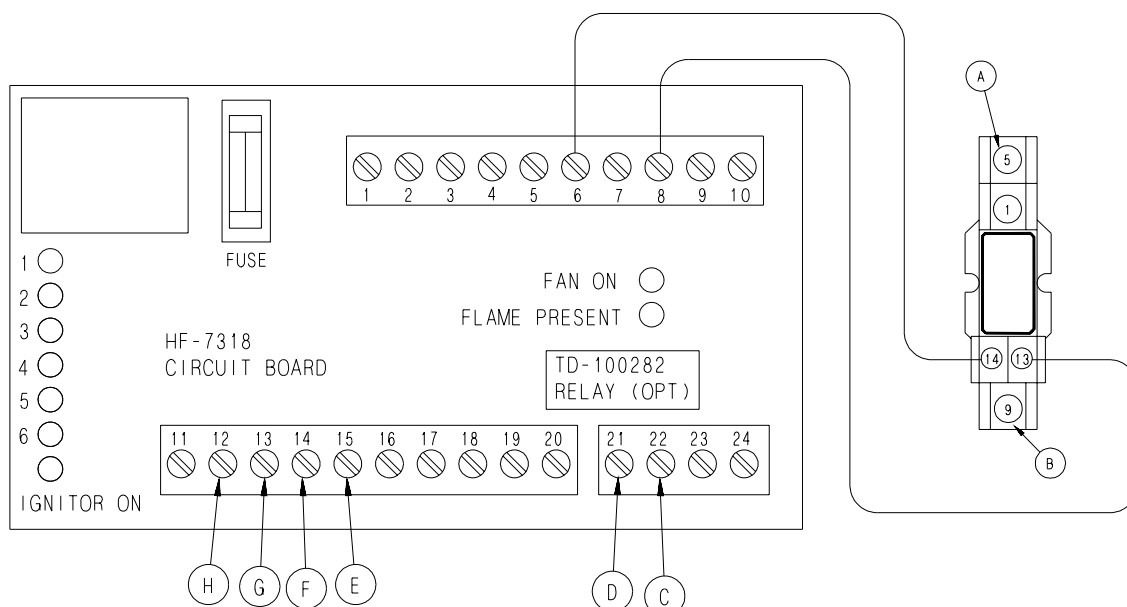 A
5
1
1 2 3 4 5 6 7 8 9 10
FUSE
1
2
3
4
5
6
IGNITOR ON
FAN ON
FLAME PRESENT
HF-7318
CIRCUIT BOARD
TD-100282
RELAY (OPT)
14 13
9
B
11 12 13 14 15 16 17 18 19 20
21 22 23 24
H G F E
D C